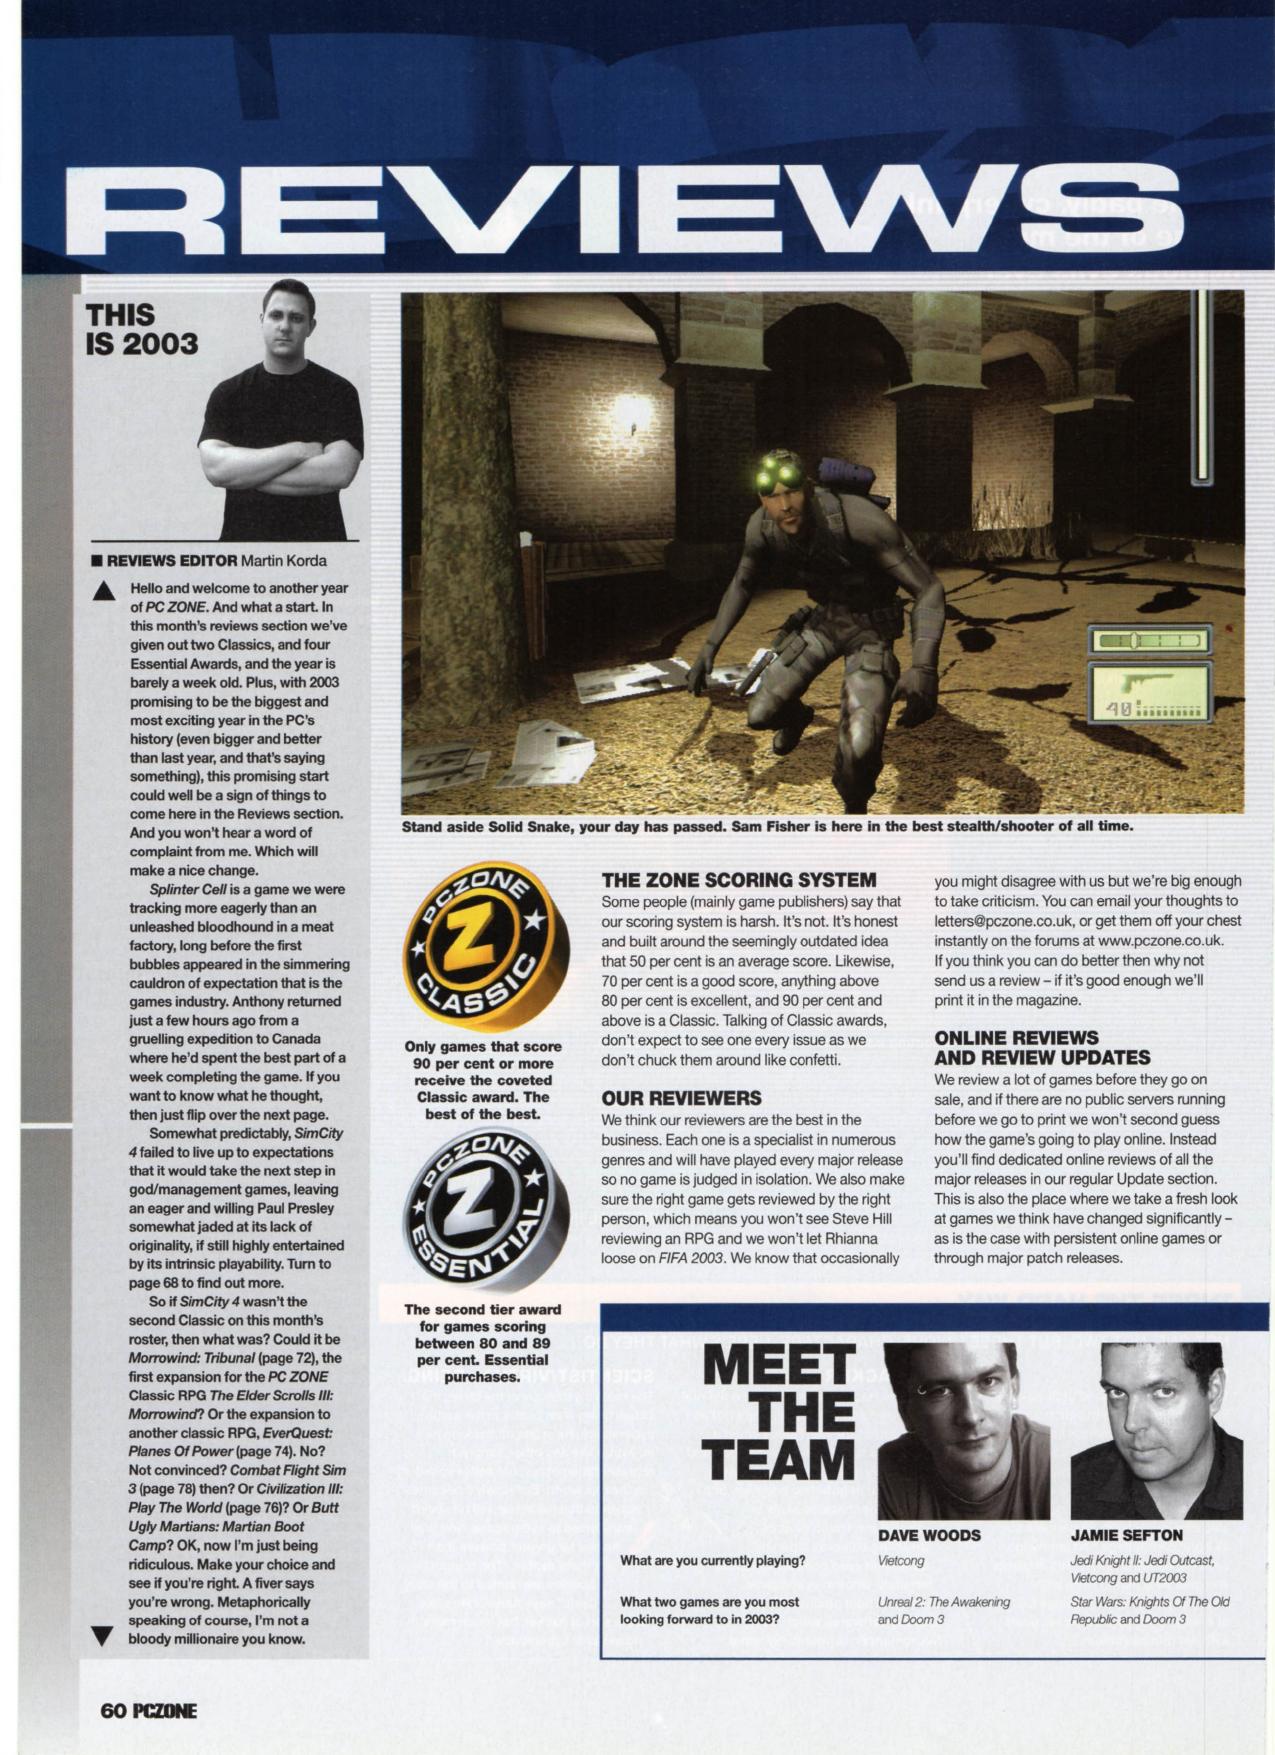 REVIEWS
THIS
IS 2003
■ REVIEWS EDITOR Martin Korda
▲ Hello and welcome to another year
of PC ZONE. And what a start. In
this month's reviews section we've
given out two Classics, and four
Essential Awards, and the year is
barely a week old. Plus, with 2003
promising to be the biggest and
most exciting year in the PC's
history (even bigger and better
than last year, and that's saying
something), this promising start
could well be a sign of things to
come here in the Reviews section.
And you won't hear a word of
complaint from me. Which will
make a nice change.
Splinter Cell is a game we were
tracking more eagerly than an
unleashed bloodhound in a meat
factory, long before the first
bubbles appeared in the simmering
cauldron of expectation that is the
games industry. Anthony returned
just a few hours ago from a
gruelling expedition to Canada
where he'd spent the best part of a
week completing the game. If you
want to know what he thought,
then just flip over the next page.
Somewhat predictably, SimCity
4 failed to live up to expectations
that it would take the next step in
god/management games, leaving
an eager and willing Paul Presley
somewhat jaded at its lack of
originality, if still highly entertained
by its intrinsic playability. Turn to
page 68 to find out more.
So if SimCity 4 wasn't the
second Classic on this month's
roster, then what was? Could it be
Morrowind: Tribunal (page 72), the
first expansion for the PC ZONE
Classic RPG The Elder Scrolls III:
Morrowind? Or the expansion to
another classic RPG, EverQuest:
Planes Of Power (page 74). No?
Not convinced? Combat Flight Sim
3 (page 78) then? Or Civilization III:
Play The World (page 76)? Or Butt
Ugly Martians: Martian Boot
Camp? OK, now I'm just being
ridiculous. Make your choice and
see if you're right. A fiver says
you're wrong. Metaphorically
speaking of course, I'm not a
▼ bloody millionaire you know.
40
Stand aside Solid Snake, your day has passed. Sam Fisher is here in the best stealth/shooter of all time.
PCZONE
Z
CLASSIC
Only games that score
90 per cent or more
receive the coveted
Classic award. The
best of the best.
PCZONE
Z
ESSENTIAL
The second tier award
for games scoring
between 80 and 89
per cent. Essential
purchases.
THE ZONE SCORING SYSTEM
Some people (mainly game publishers) say that
our scoring system is harsh. It's not. It's honest
and built around the seemingly outdated idea
that 50 per cent is an average score. Likewise,
70 per cent is a good score, anything above
80 per cent is excellent, and 90 per cent and
above is a Classic. Talking of Classic awards,
don't expect to see one every issue as we
don't chuck them around like confetti.
OUR REVIEWERS
We think our reviewers are the best in the
business. Each one is a specialist in numerous
genres and will have played every major release
so no game is judged in isolation. We also make
sure the right game gets reviewed by the right
person, which means you won't see Steve Hill
reviewing an RPG and we won't let Rhianna
loose on FIFA 2003. We know that occasionally
you might disagree with us but we're big enough
to take criticism. You can email your thoughts to
letters@pczone.co.uk, or get them off your chest
instantly on the forums at www.pczone.co.uk.
If you think you can do better then why not
send us a review – if it's good enough we'll
print it in the magazine.
ONLINE REVIEWS
AND REVIEW UPDATES
We review a lot of games before they go on
sale, and if there are no public servers running
before we go to print we won't second guess
how the game's going to play online. Instead
you'll find dedicated online reviews of all the
major releases in our regular Update section.
This is also the place where we take a fresh look
at games we think have changed significantly –
as is the case with persistent online games or
through major patch releases.
MEET
THE
TEAM
DAVE WOODS
JAMIE SEFTON
What are you currently playing?
Vietcong
Jedi Knight II: Jedi Outcast,
Vietcong and UT2003
What two games are you most
looking forward to in 2003?
Unreal 2: The Awakening
and Doom 3
Star Wars: Knights Of The Old
Republic and Doom 3
60 PCZONE